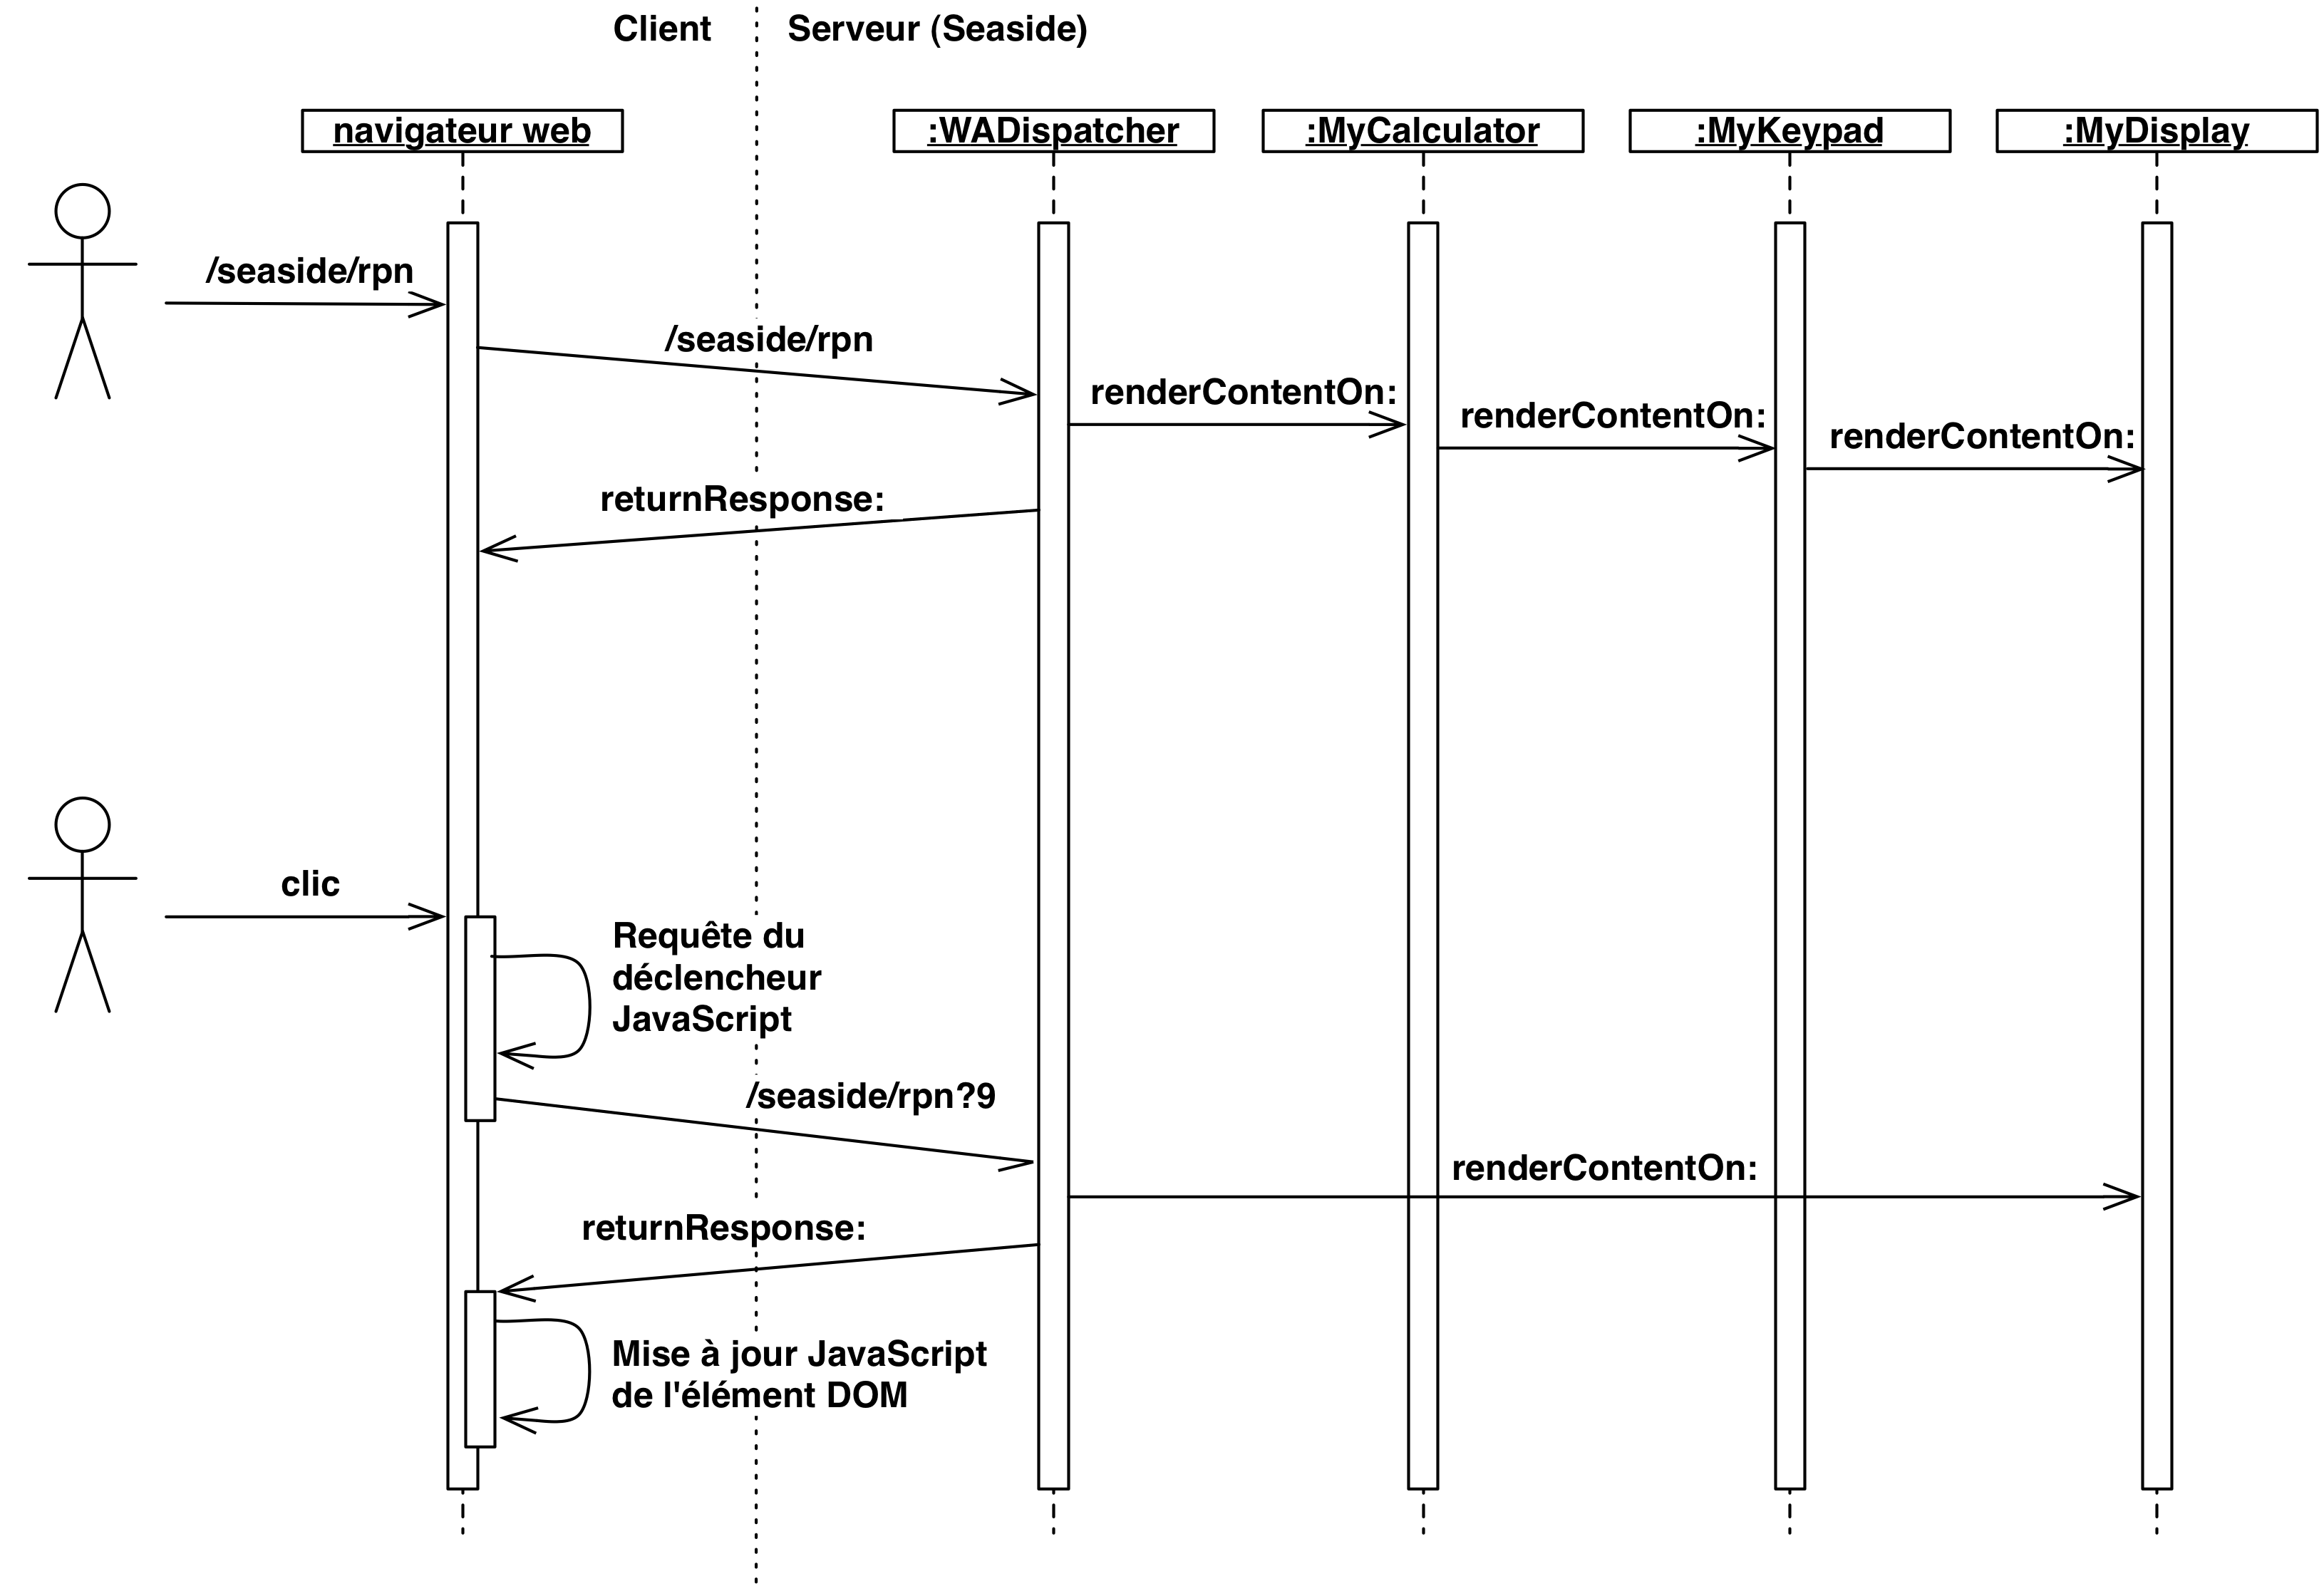 Client
Serveur (Seaside)
navigateur web
:WADispatcher
:MyCalculator
:MyKeypad
:MyDisplay
/seaside/rpn
/seaside/rpn
renderContentOn:
renderContentOn:
renderContentOn:
returnResponse:
clic
Requête du
déclencheur
JavaScript
/seaside/rpn?9
renderContentOn:
returnResponse:
Mise à jour JavaScript
de l'élément DOM